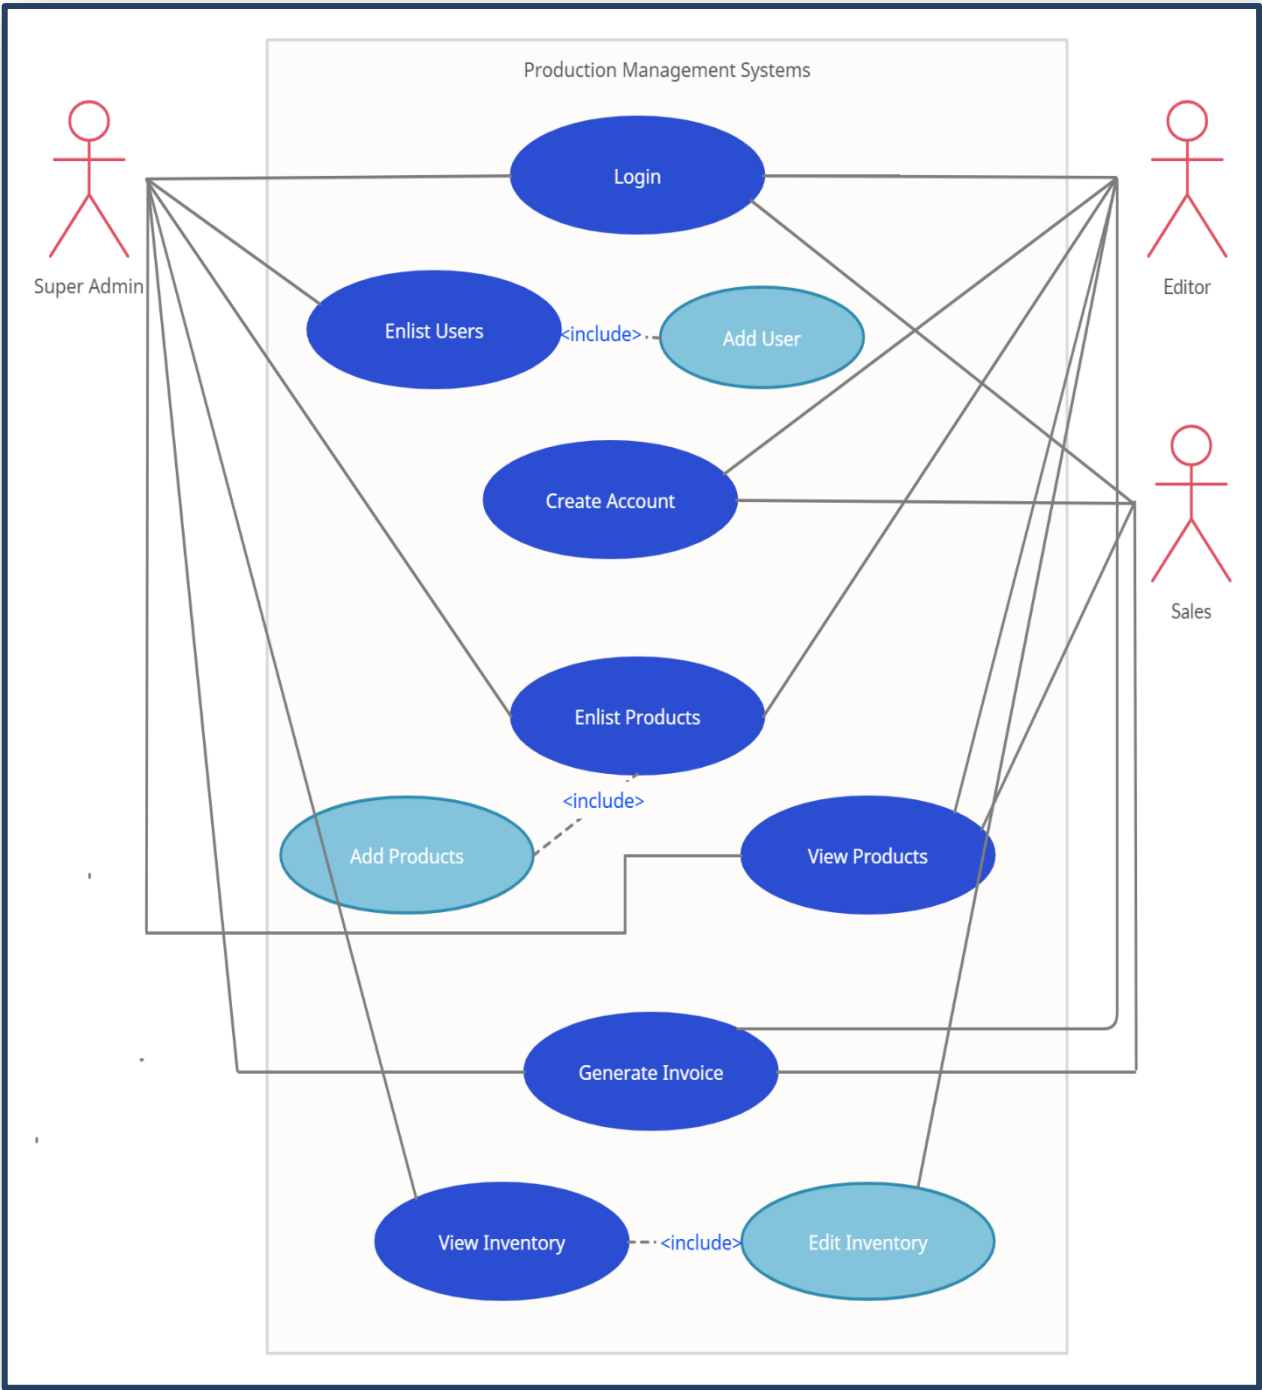 Production Management Systems
Login
Super Admin
Editor
Enlist Users
<include>
Add User
Create Account
Sales
Enlist Products
<include>
Add Products
View Products
Generate Invoice
View Inventory
<include>
Edit Inventory